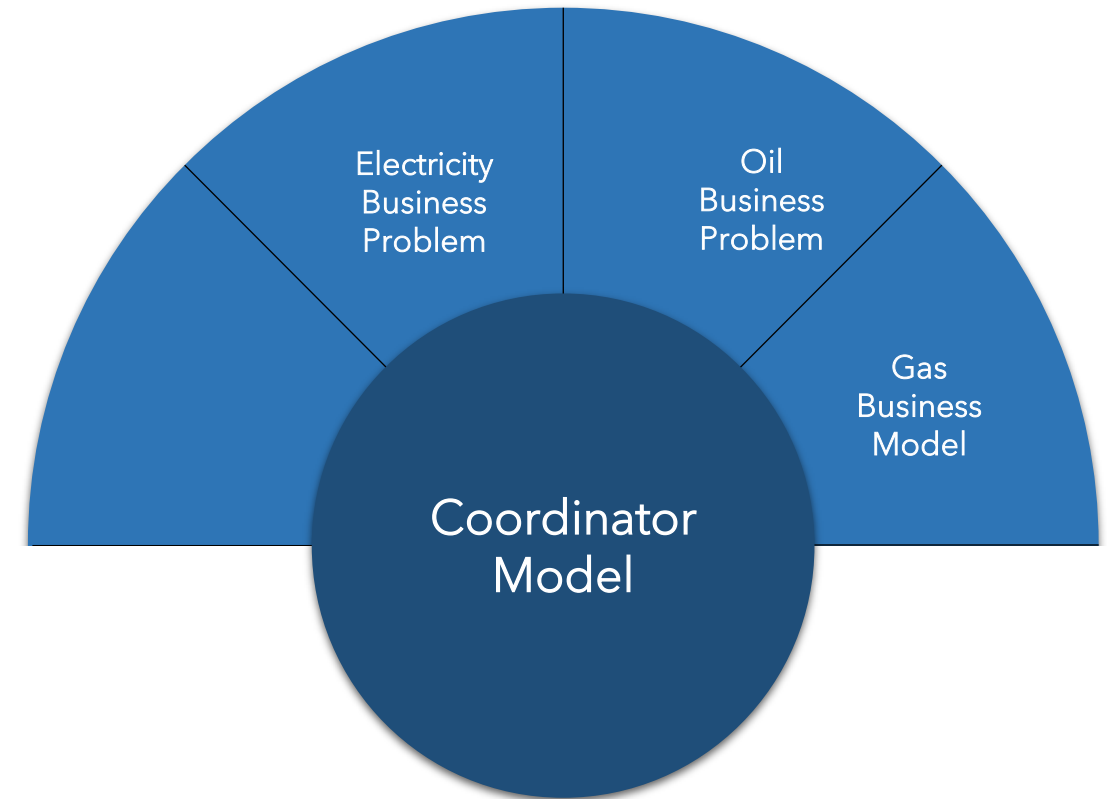 Electricity
Business
Problem
Oil
Business
Problem
Gas
Business
Model
Coordinator
Model